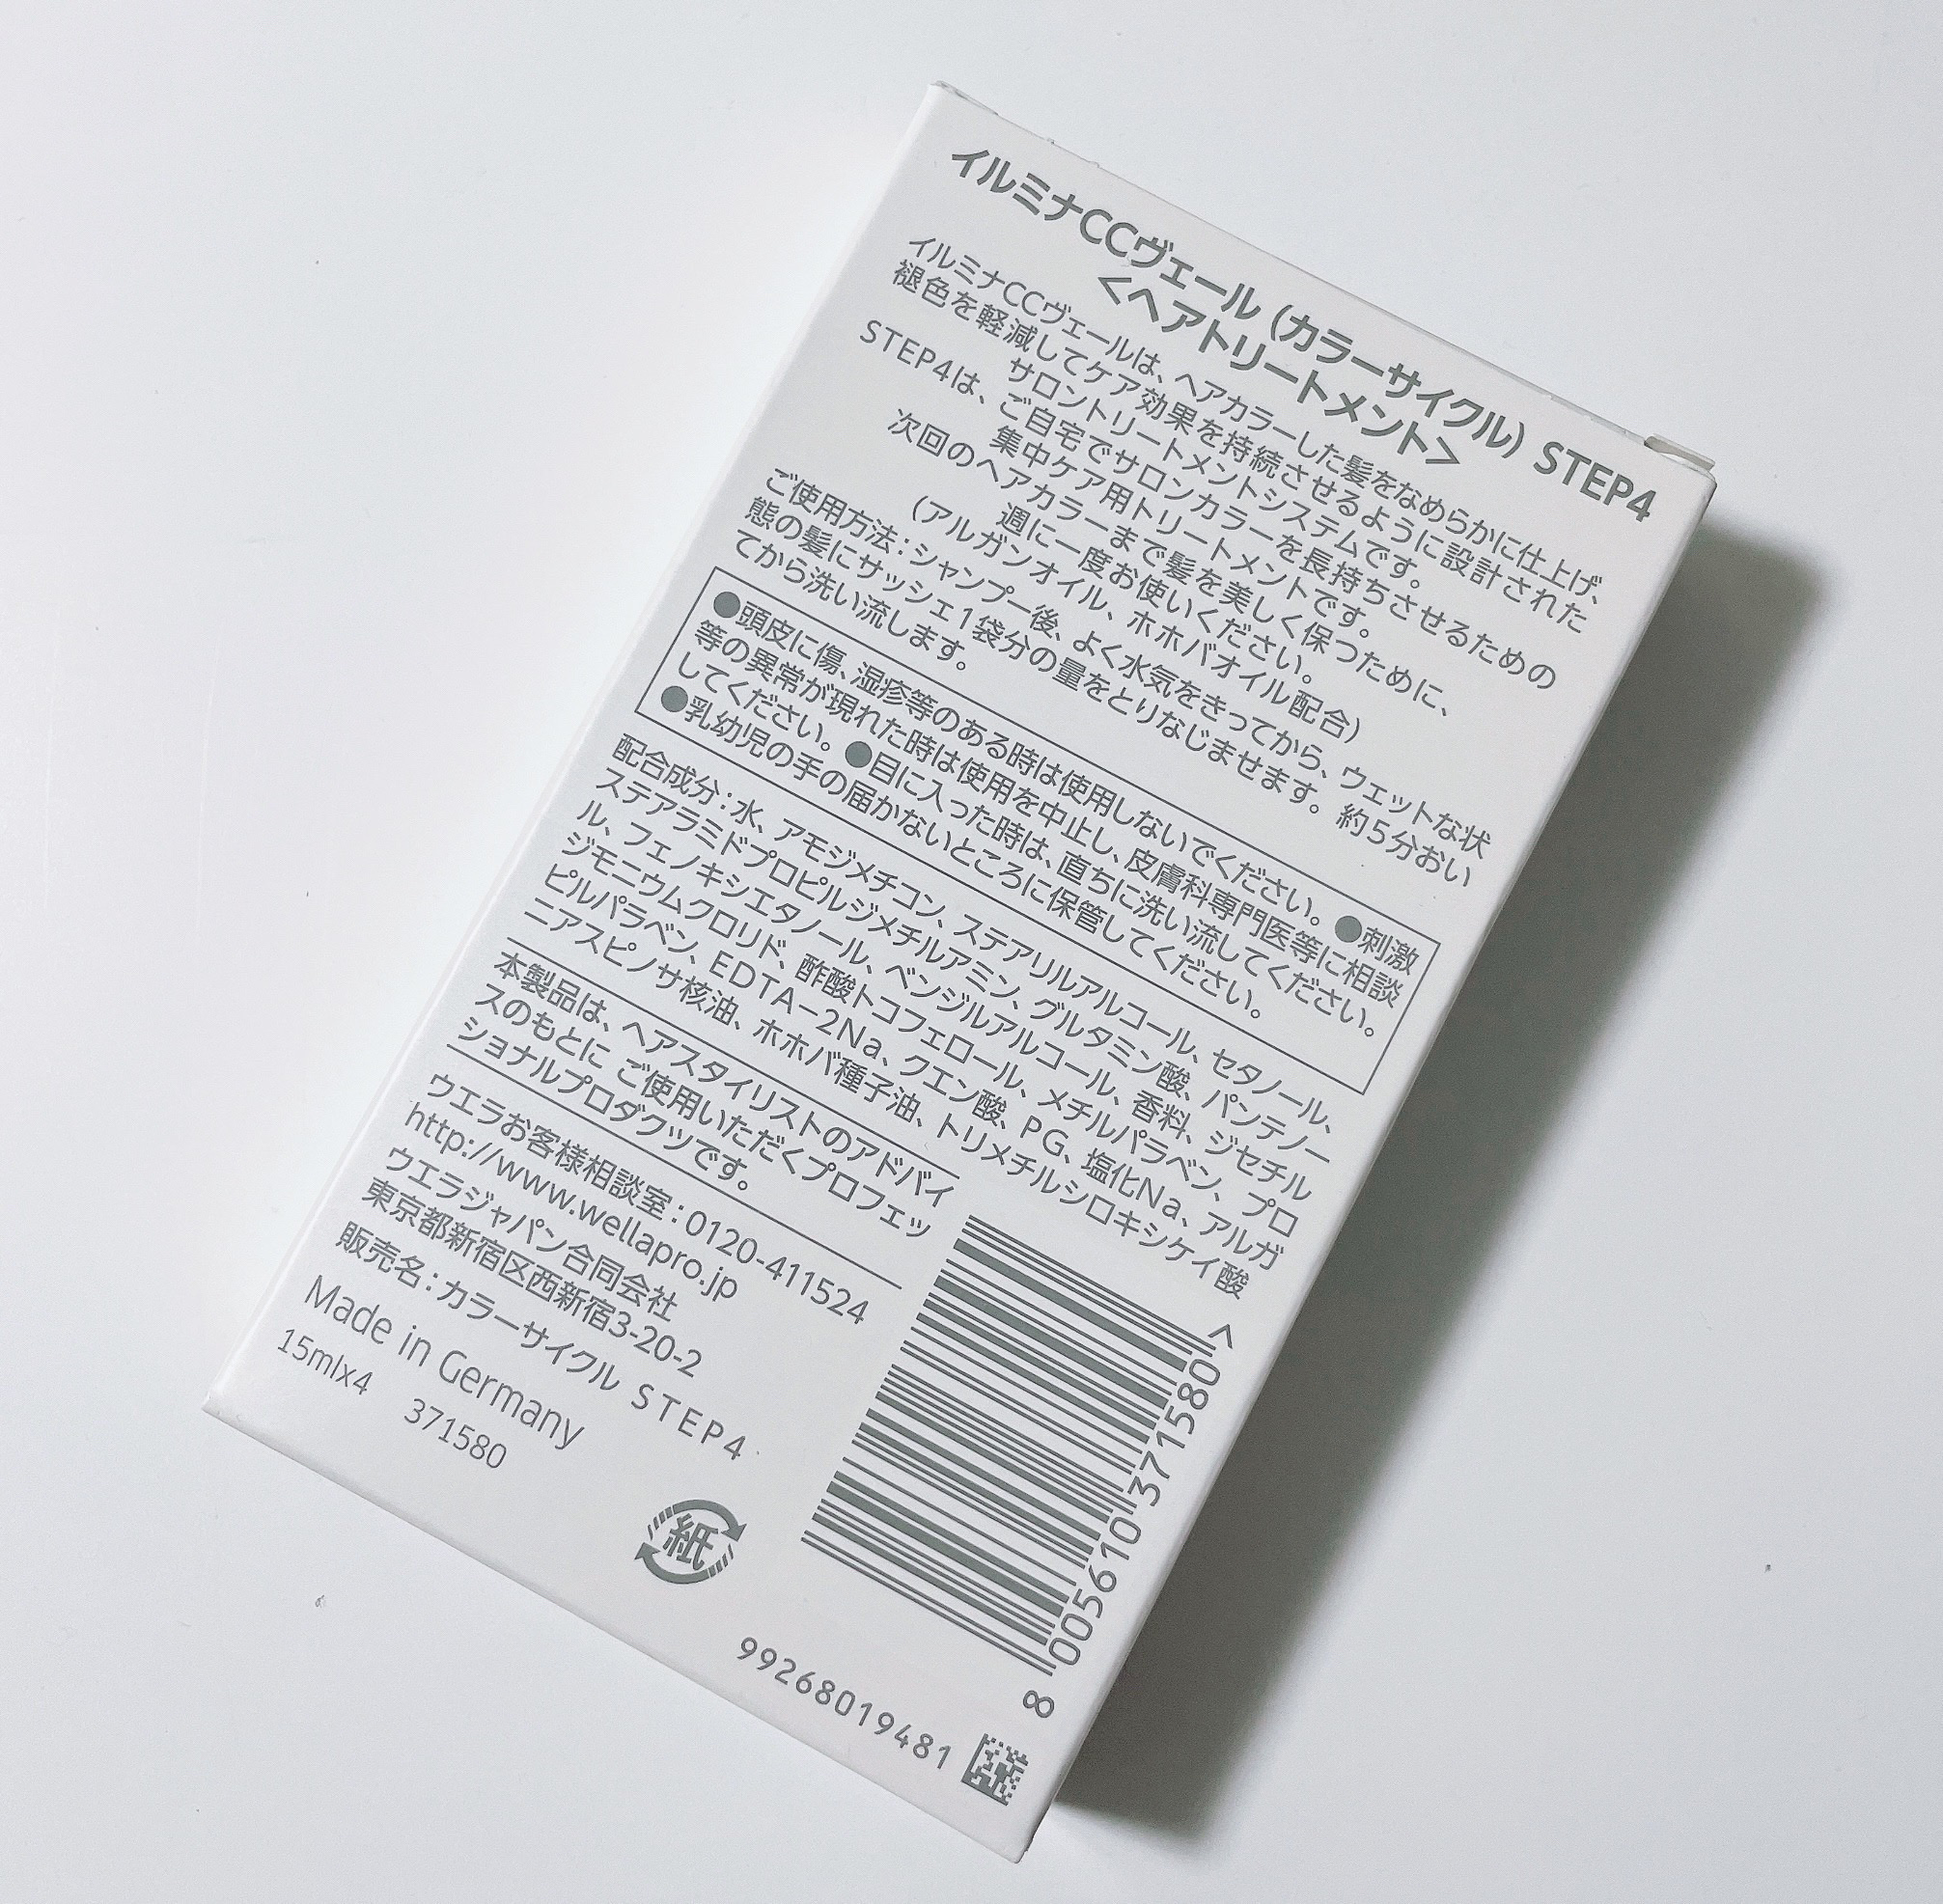 イルミナCCヴェール（カラーサイクル）STEP4
＜ヘアトリートメント＞
イルミナCCヴェールは、ヘアカラーした髪をなめらかに仕上げ、
褪色を軽減してケア効果を持続させるように設計された
サロントリートメントシステムです。
STEP4は、ご自宅でサロンカラーを長持ちさせるための
集中ケア用トリートメントです。
次回のヘアカラーまで髪を美しく保つために、
週に一度お使いください。
（アルガンオイル、ホホバオイル配合）
ご使用方法：シャンプー後、よく水気をきってから、ウェットな状
態の髪にサッシェ1袋分の量をとりなじませます。約5分おい
てから洗い流します。
●頭皮に傷、湿疹等のある時は使用しないでください。●刺激
等の異常が現れた時は使用を中止し、皮膚科専門医等に相談
してください。●目に入った時は、直ちに洗い流してください。
●乳幼児の手の届かないところに保管してください。
配合成分：水、アモジメチコン、ステアリルアルコール、セタノール、
ステアラミドプロピルジメチルアミン、グルタミン酸、パンテノー
ル、フェノキシエタノール、ベンジルアルコール、香料、ジセチル
ジモニウムクロリド、酢酸トコフェロール、メチルパラベン、プロ
ピルパラベン、EDTA-2Na、クエン酸、PG、塩化Na、アルガ
ニアスピノサ核油、ホホバ種子油、トリメチルシロキシケイ酸
本製品は、ヘアスタイリストのアドバイ
スのもとに ご使用いただくプロフェッ
ショナルプロダクツです。
ウエラお客様相談室：0120-411524
http://www.wellapro.jp
ウエラジャパン合同会社
東京都新宿区西新宿3-20-2
販売名：カラーサイクル STEP4
Made in Germany
15mlx4 371580
紙
8 005610 371580 >
99268019481